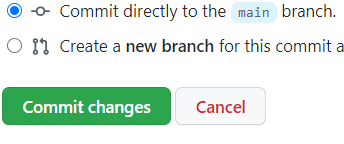 Commit directly to the main branch.
Create a new branch for this commit a
Commit changes
Cancel